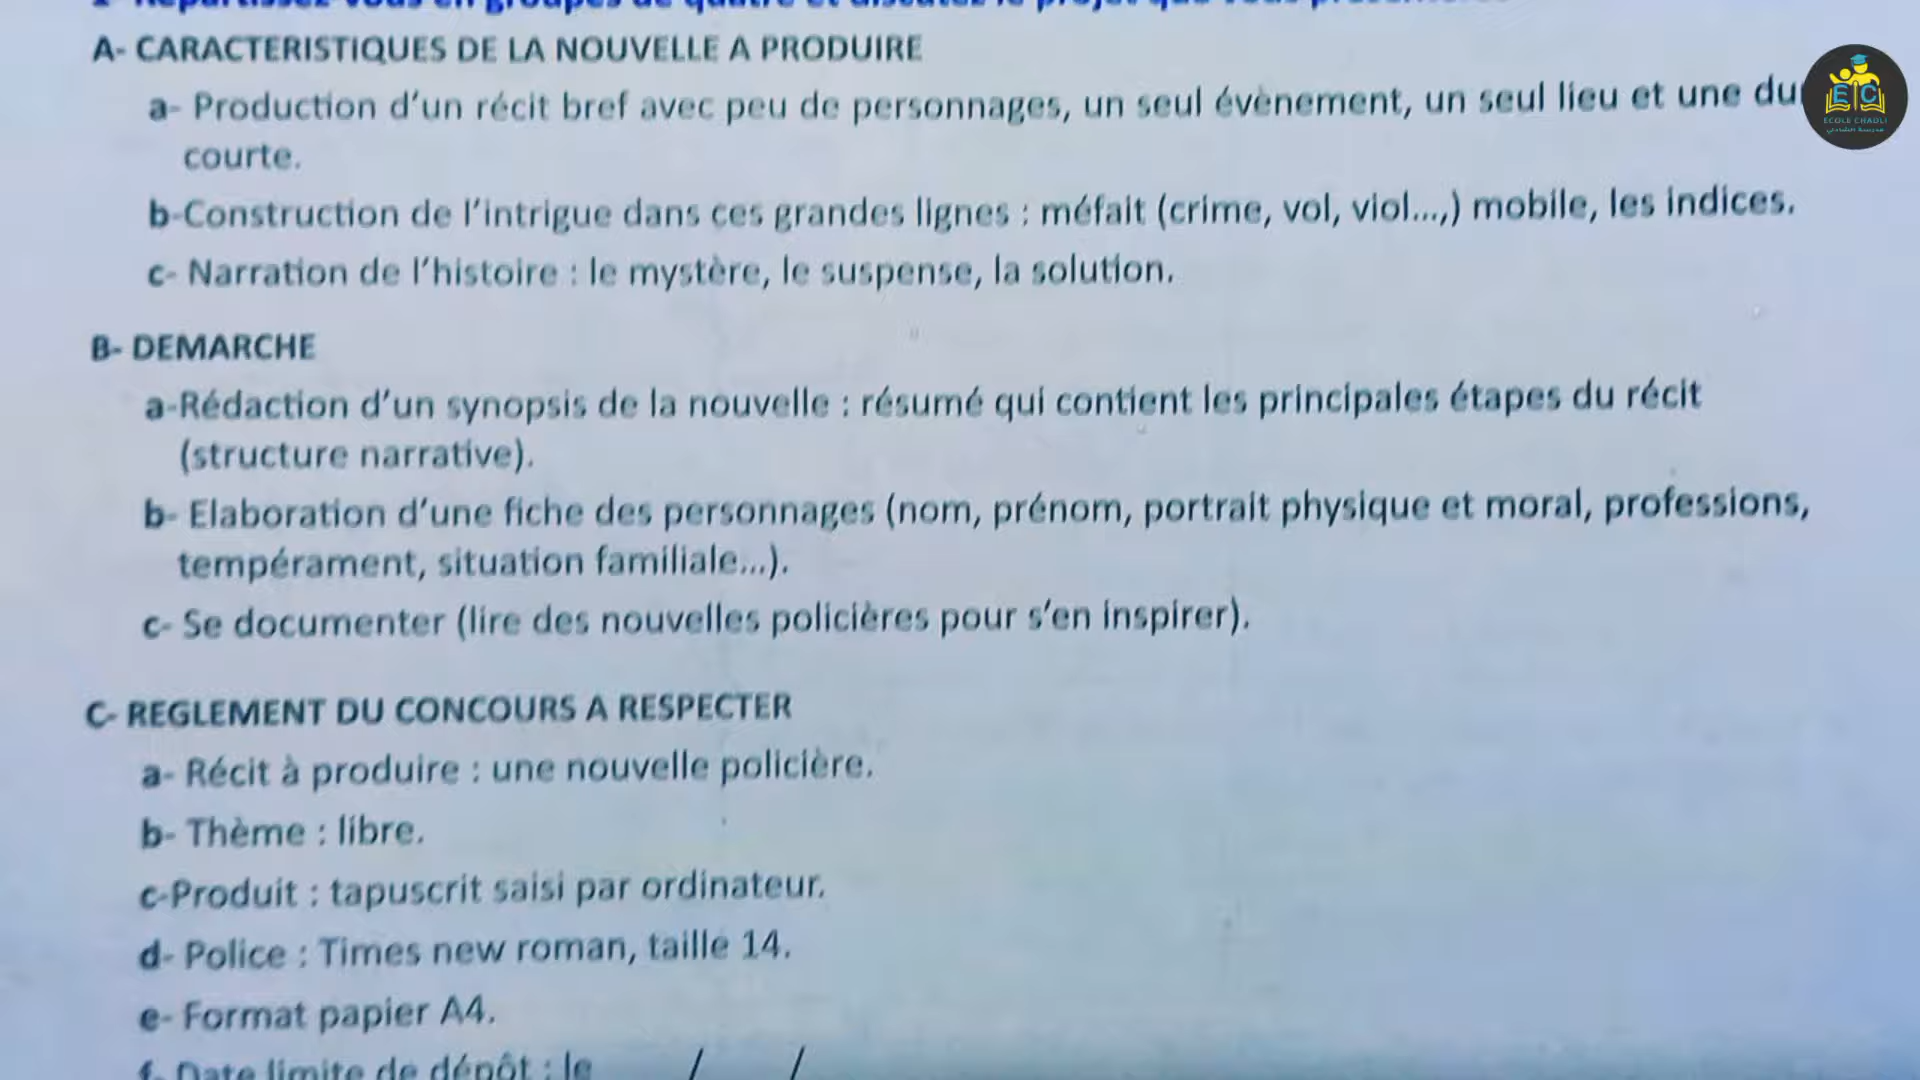 A- CARACTERISTIQUES DE LA NOUVELLE A PRODUIRE
a- Production d'un récit bref avec peu de personnages, un seul évènement, un seul lieu et une
courte.
b-Construction de l'intrigue dans ces grandes lignes : méfait (crime, vol, viol...,) mobile, les indices.
c- Narration de l'histoire : le mystère, le suspense, la solution.
B- DEMARCHE
a-Rédaction d'un synopsis de la nouvelle : résumé qui contient les principales étapes du récit
(structure narrative).
b- Elaboration d'une fiche des personnages (nom, prénom, portrait physique et moral, professions,
tempérament, situation familiale...).
c- Se documenter (lire des nouvelles policières pour s'en inspirer).
C- REGLEMENT DU CONCOURS A RESPECTER
a- Récit à produire : une nouvelle policière.
b- Thème : libre.
c-Produit : tapuscrit saisi par ordinateur.
d- Police : Times new roman, taille 14.
e- Format papier A4.
f- Date limite de dépôt : le / /
EC
ECOLE CHADLI